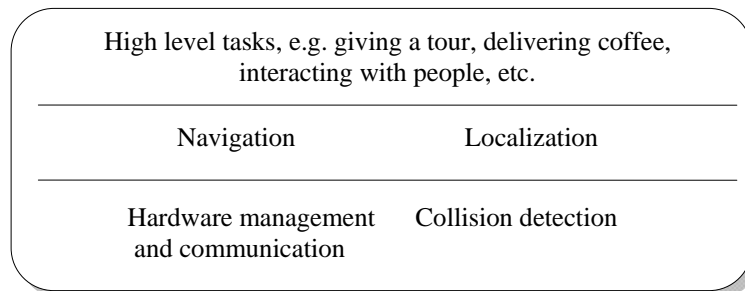 High level tasks, e.g. giving a tour, delivering coffee,
interacting with people, etc.
Navigation Localization
Hardware management Collision detection
and communication